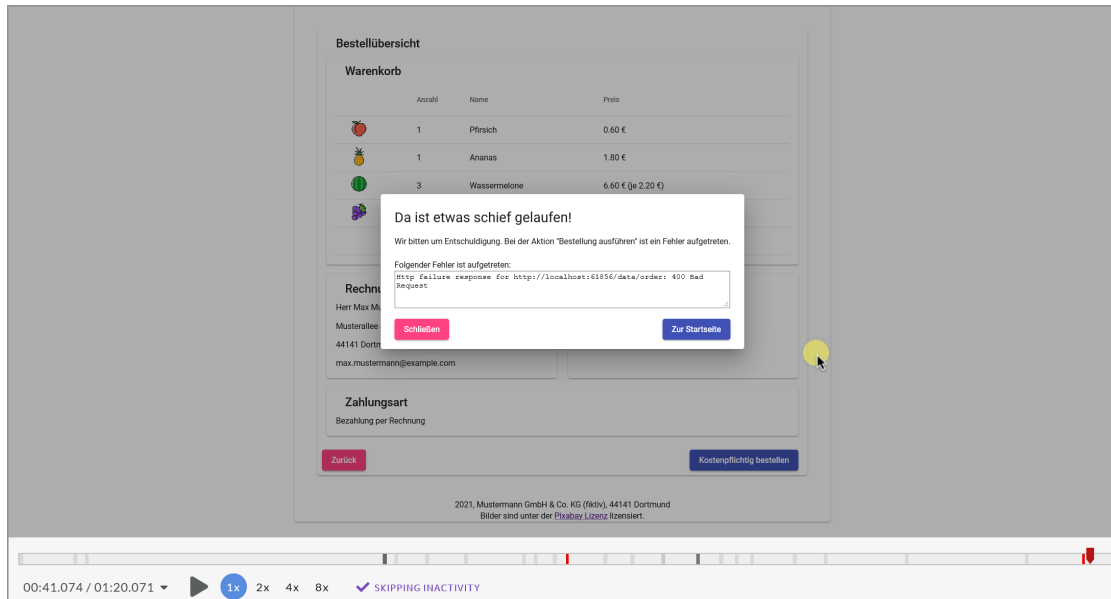 Bestellübersicht
Warenkorb
Anzahl Name Preis
1 Pfirsich 0.60 €
1 Ananas 1.80 €
3 Wassermelone 6.60 € (je 2.20 €)
Da ist etwas schief gelaufen!
Wir bitten um Entschuldigung. Bei der Aktion "Bestellung ausführen" ist ein Fehler aufgetreten.
Folgender Fehler ist aufgetreten:
Http failure response for http://localhost:61856/data/order: 400 Bad
Request
Schließen Zur Startseite
Rechnu
Herr Max Mu
Musterallee
44141 Dortm
max.mustermann@example.com
Zahlungsart
Bezahlung per Rechnung
Zurück Kostenpflichtig bestellen
2021, Mustermann GmbH & Co. KG (fiktiv), 44141 Dortmund
Bilder sind unter der Pixabay Lizenz lizensiert.
00:41.074 / 01:20.071 1x 2x 4x 8x SKIPPING INACTIVITY